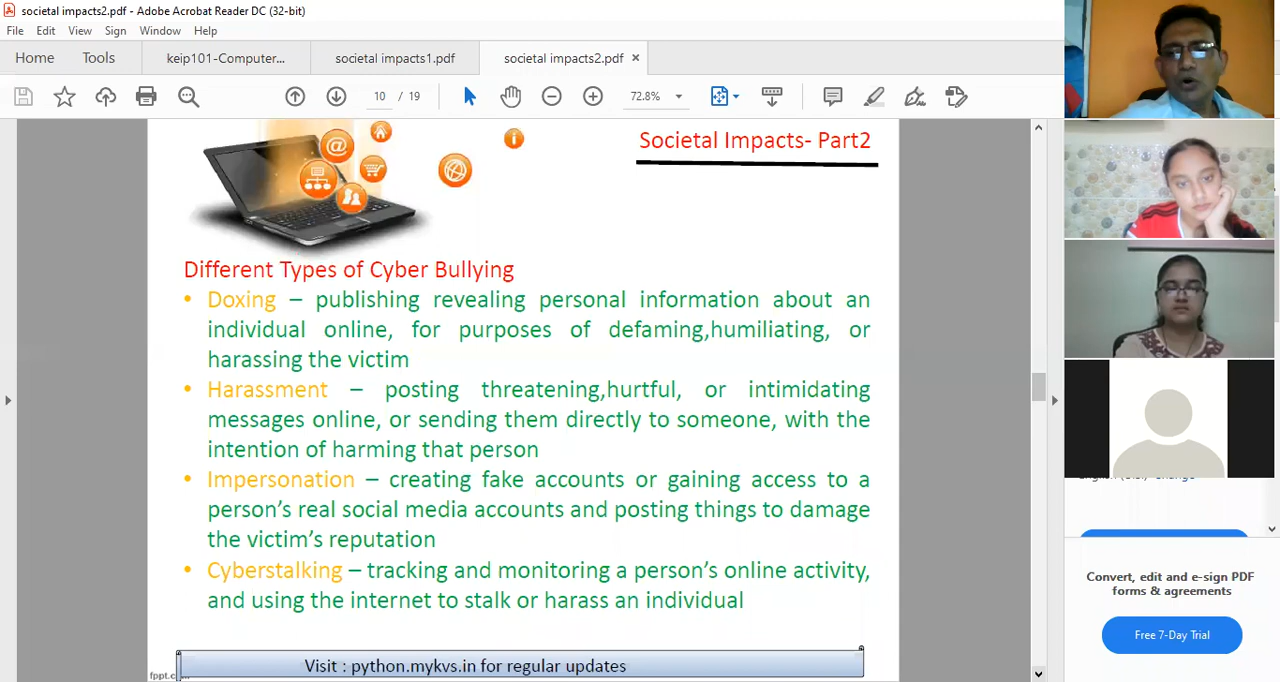 societal impacts2.pdf - Adobe Acrobat Reader DC (32-bit)
File Edit View Sign Window Help
Home Tools keip101-Computer... societal impacts1.pdf societal impacts2.pdf ×
10 / 19 72.8%
Societal Impacts- Part2
Different Types of Cyber Bullying
• Doxing – publishing revealing personal information about an
individual online, for purposes of defaming,humiliating, or
harassing the victim
• Harassment – posting threatening,hurtful, or intimidating
messages online, or sending them directly to someone, with the
intention of harming that person
• Impersonation – creating fake accounts or gaining access to a
person's real social media accounts and posting things to damage
the victim's reputation
• Cyberstalking – tracking and monitoring a person's online activity,
and using the internet to stalk or harass an individual
Visit : python.mykvs.in for regular updates
Convert, edit and e-sign PDF
forms & agreements
Free 7-Day Trial